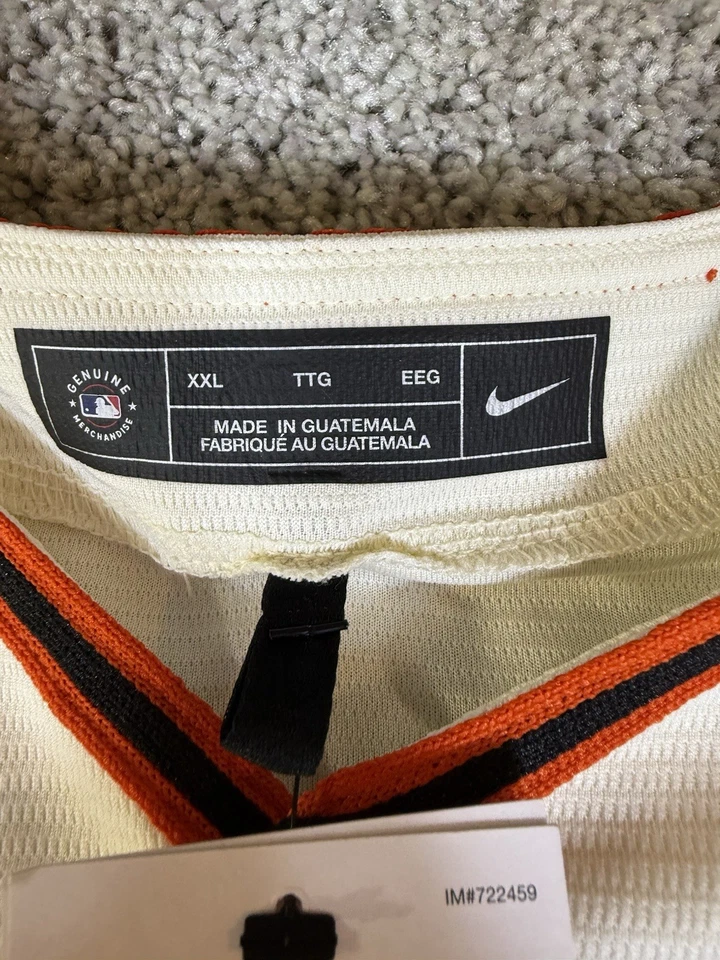 GENUINE
MERCHANDISE
XXL TTG EEG
MADE IN GUATEMALA
FABRIQUÉ AU GUATEMALA
IM#722459